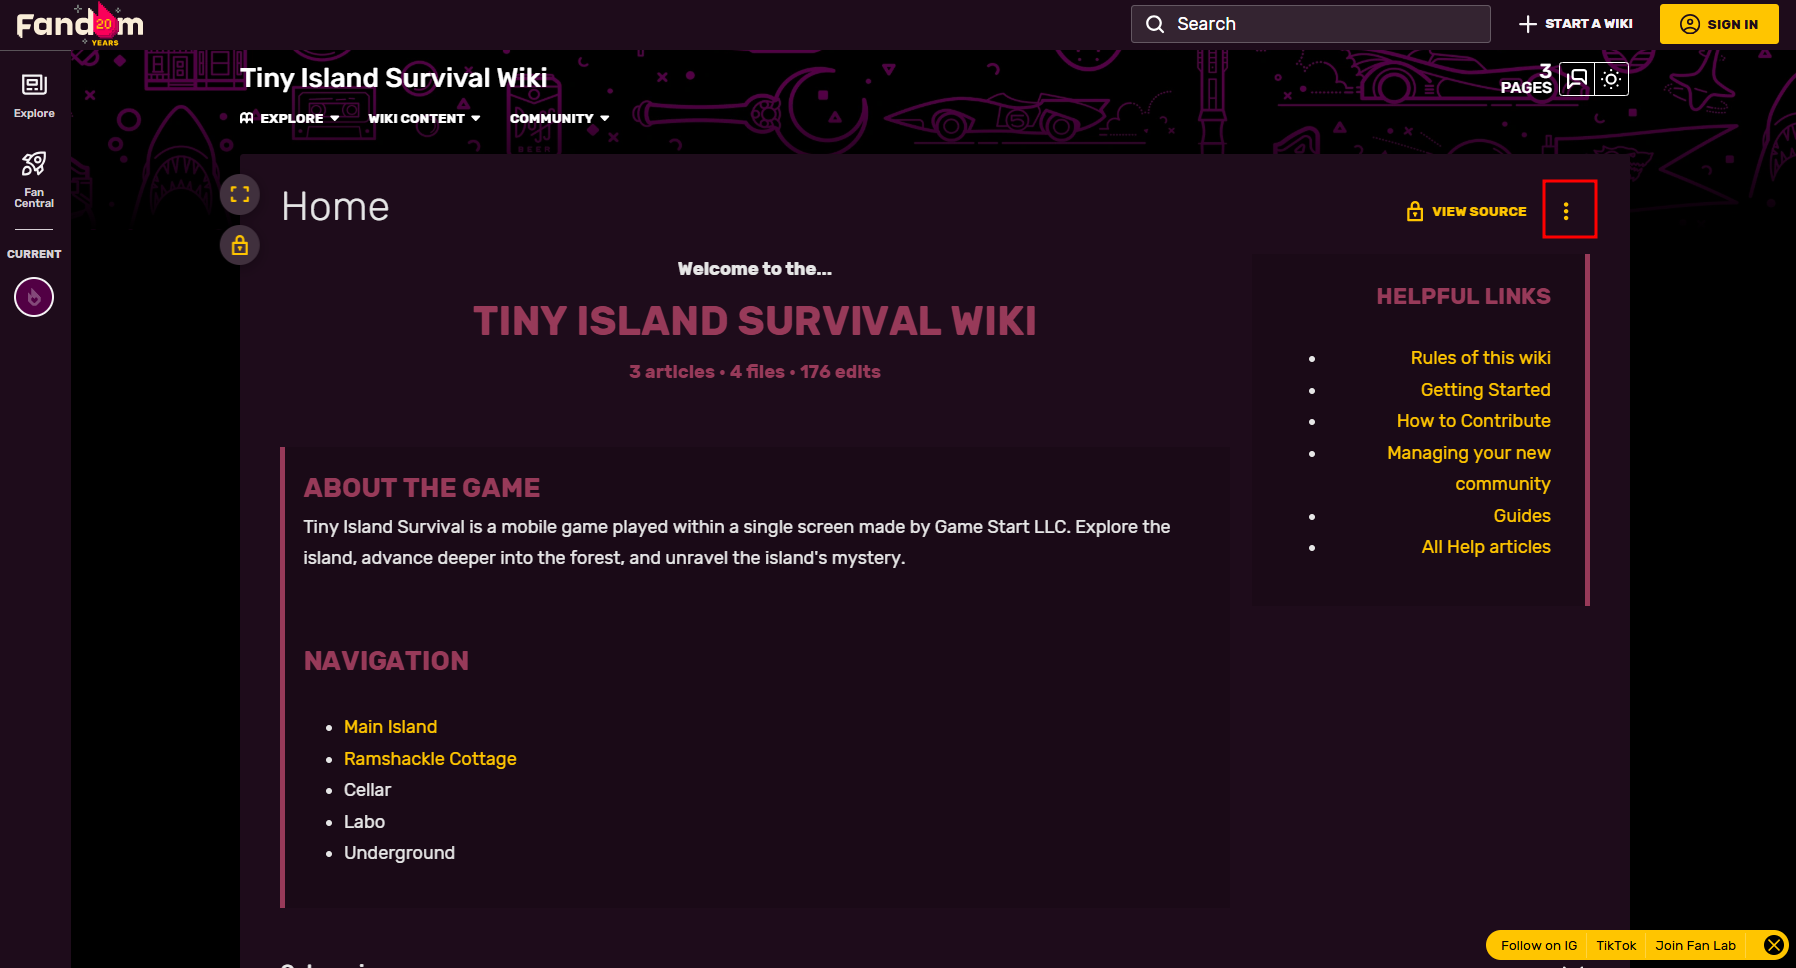 Fandom
20
YEARS
Search
START A WIKI
SIGN IN
Explore
Fan
Central
CURRENT
Tiny Island Survival Wiki
3
PAGES
EXPLORE
WIKI CONTENT
COMMUNITY
BEER
Home
VIEW SOURCE
Welcome to the...
TINY ISLAND SURVIVAL WIKI
3 articles • 4 files • 176 edits
ABOUT THE GAME
Tiny Island Survival is a mobile game played within a single screen made by Game Start LLC. Explore the
island, advance deeper into the forest, and unravel the island's mystery.
NAVIGATION
• Main Island
• Ramshackle Cottage
• Cellar
• Labo
• Underground
HELPFUL LINKS
• Rules of this wiki
• Getting Started
• How to Contribute
• Managing your new
community
• Guides
• All Help articles
Follow on IG
TikTok
Join Fan Lab